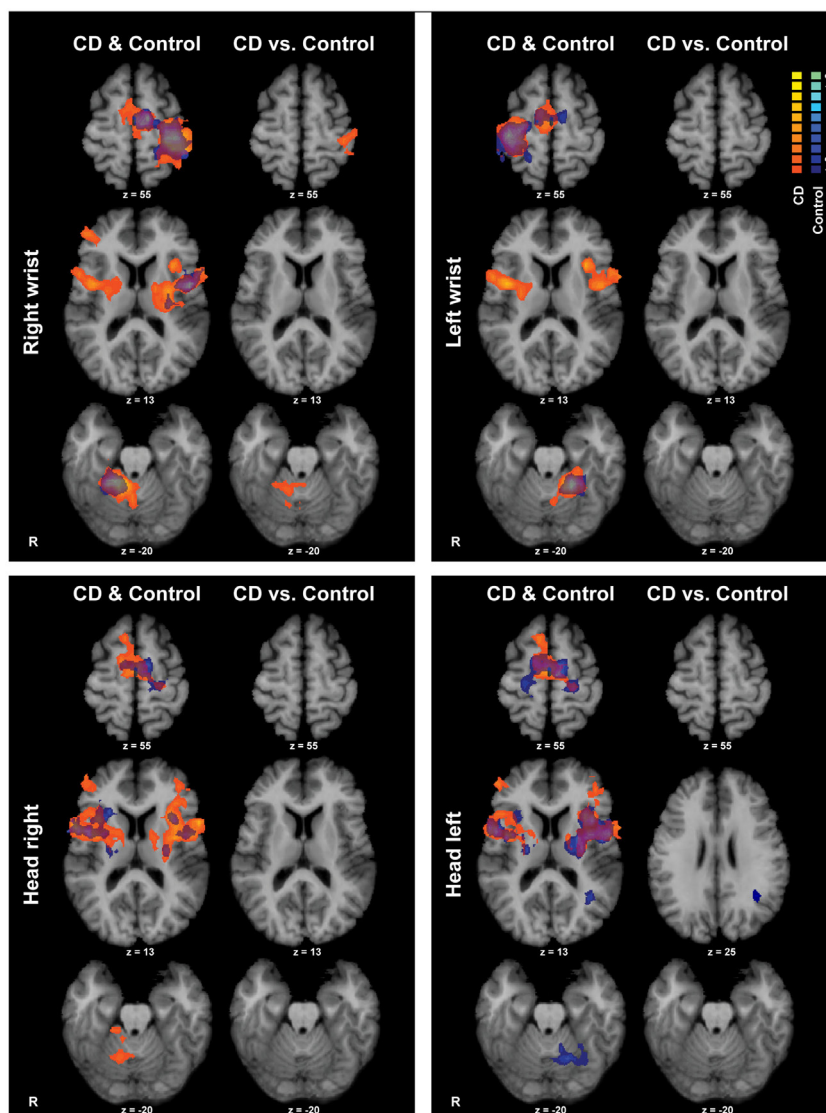 CD & Control CD vs. Control
z = 55
z = 55
Right wrist
z = 13
z = 13
R
z = -20
z = -20
CD & Control CD vs. Control
CD
Control
z = 55
z = 55
Left wrist
z = 13
z = 13
R
z = -20
z = -20
CD & Control CD vs. Control
z = 55
z = 55
Head right
z = 13
z = 13
R
z = -20
z = -20
CD & Control CD vs. Control
z = 55
z = 55
Head left
z = 13
z = 25
R
z = -20
z = -20